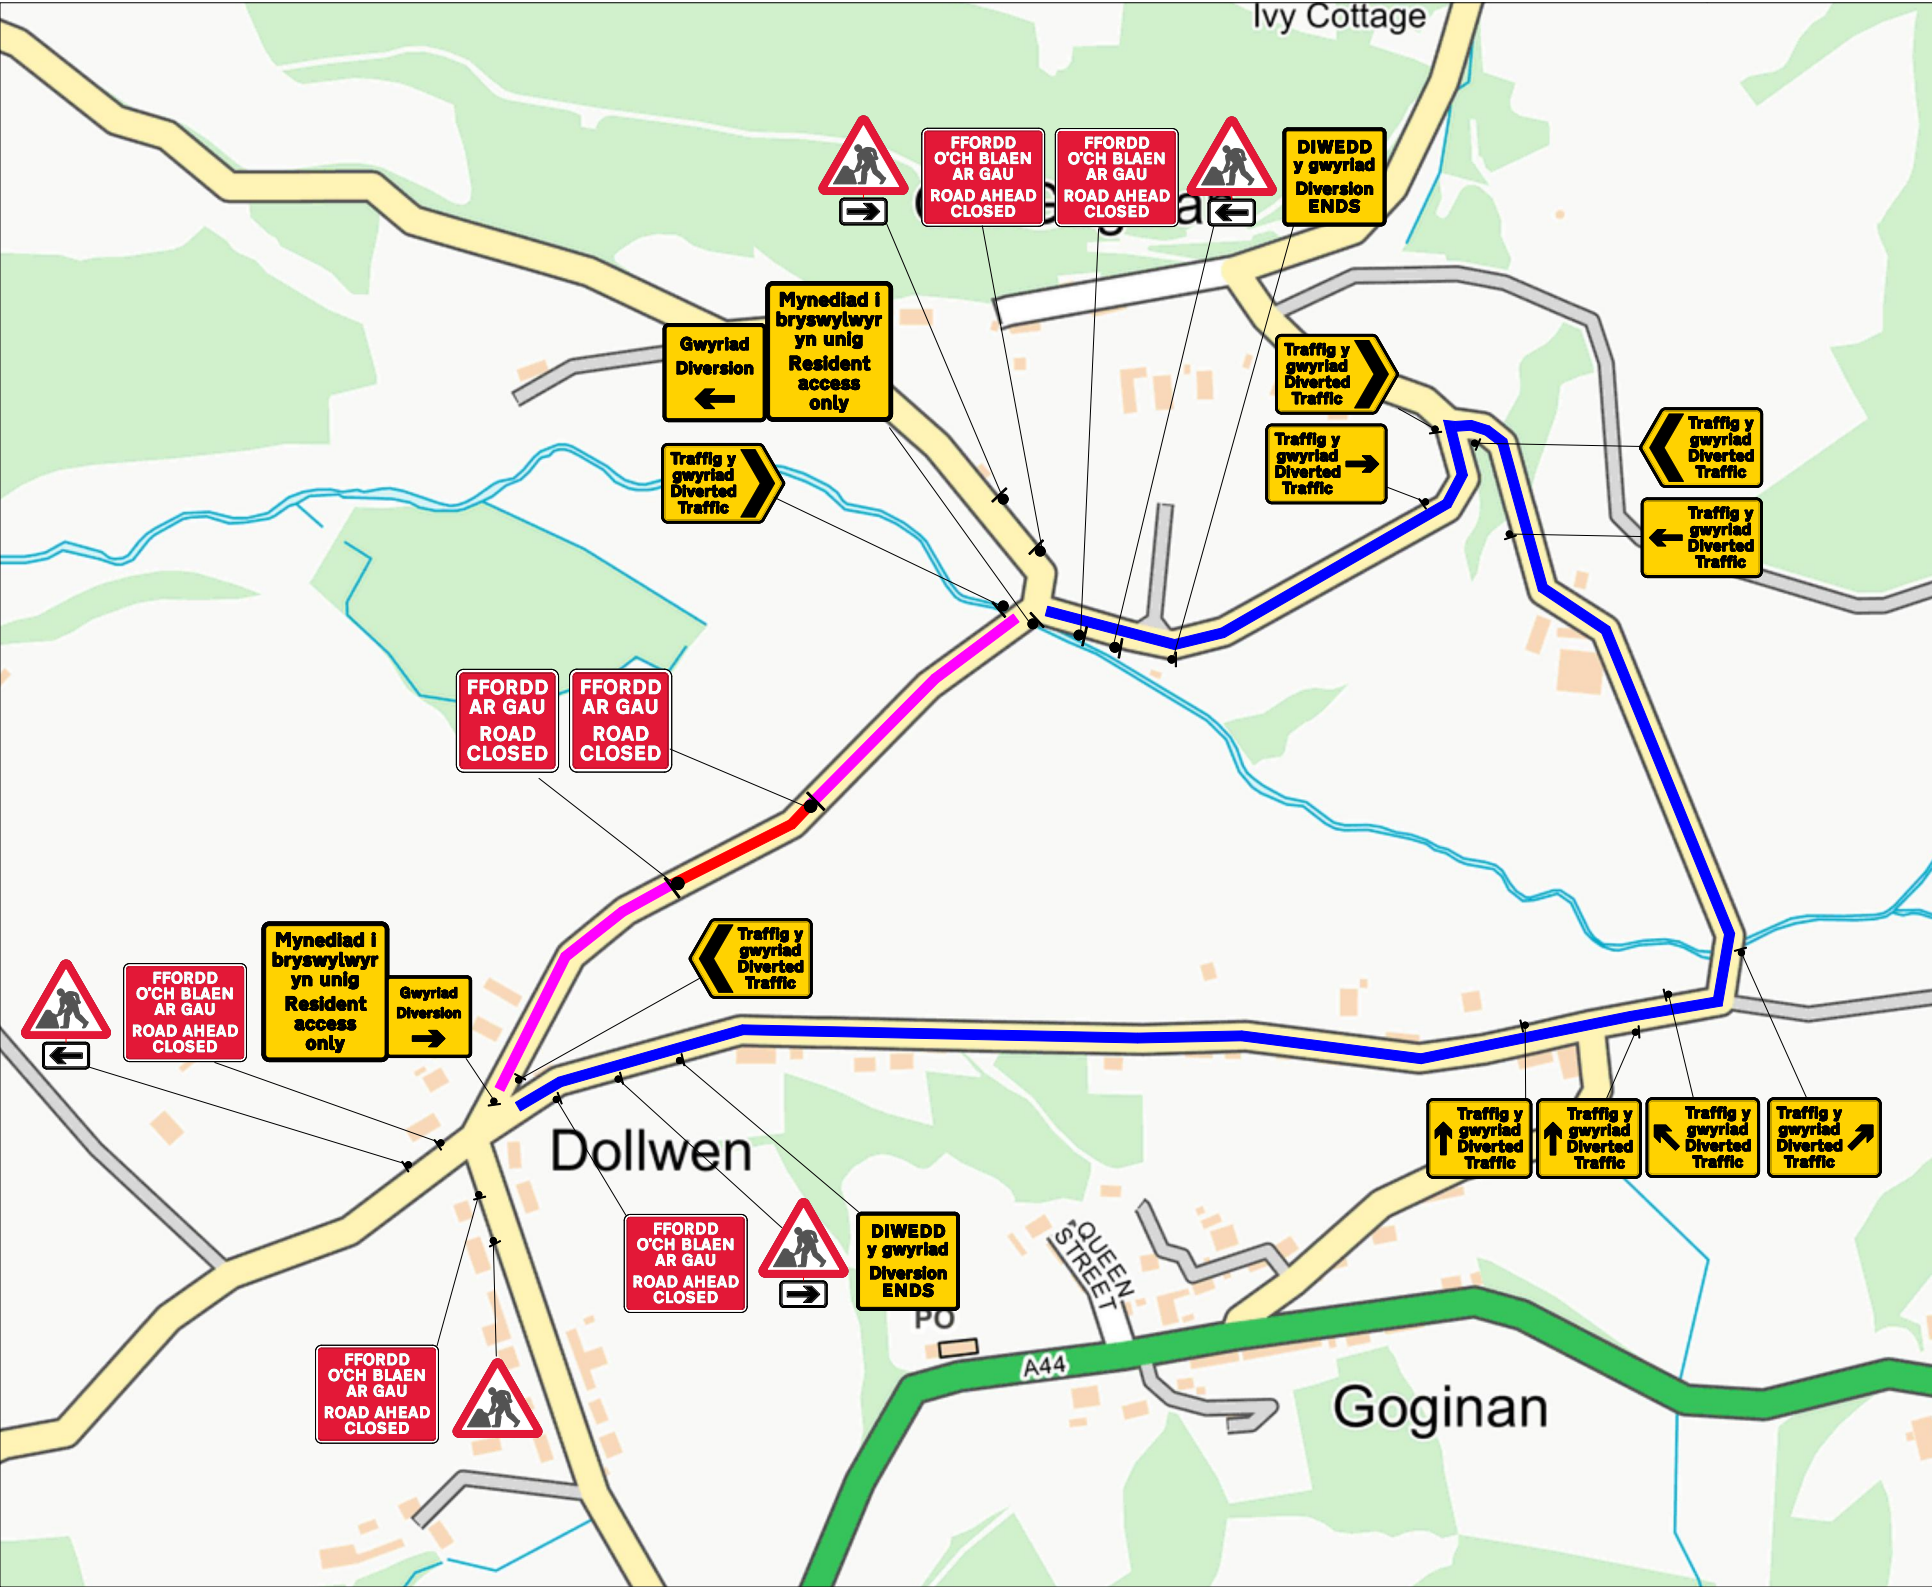 Ivy Cottage
FFORDD
O'CH BLAEN
AR GAU
ROAD AHEAD
CLOSED
FFORDD
O'CH BLAEN
AR GAU
ROAD AHEAD
CLOSED
DIWEDD
y gwyriad
Diversion
ENDS
Gwyriad
Diversion
Mynediad i
bryswylwyr
yn unig
Resident
access
only
Traffig y
gwyriad
Diverted
Traffic
Traffig y
gwyriad
Diverted
Traffic
Traffig y
gwyriad
Diverted
Traffic
Traffig y
gwyriad
Diverted
Traffic
Traffig y
gwyriad
Diverted
Traffic
FFORDD
AR GAU
ROAD
CLOSED
FFORDD
AR GAU
ROAD
CLOSED
FFORDD
O'CH BLAEN
AR GAU
ROAD AHEAD
CLOSED
Mynediad i
bryswylwyr
yn unig
Resident
access
only
Gwyriad
Diversion
Traffig y
gwyriad
Diverted
Traffic
Dollwen
Traffig y
gwyriad
Diverted
Traffic
Traffig y
gwyriad
Diverted
Traffic
Traffig y
gwyriad
Diverted
Traffic
Traffig y
gwyriad
Diverted
Traffic
FFORDD
O'CH BLAEN
AR GAU
ROAD AHEAD
CLOSED
DIWEDD
y gwyriad
Diversion
ENDS
QUEEN
STREET
PO
A44
FFORDD
O'CH BLAEN
AR GAU
ROAD AHEAD
CLOSED
Goginan